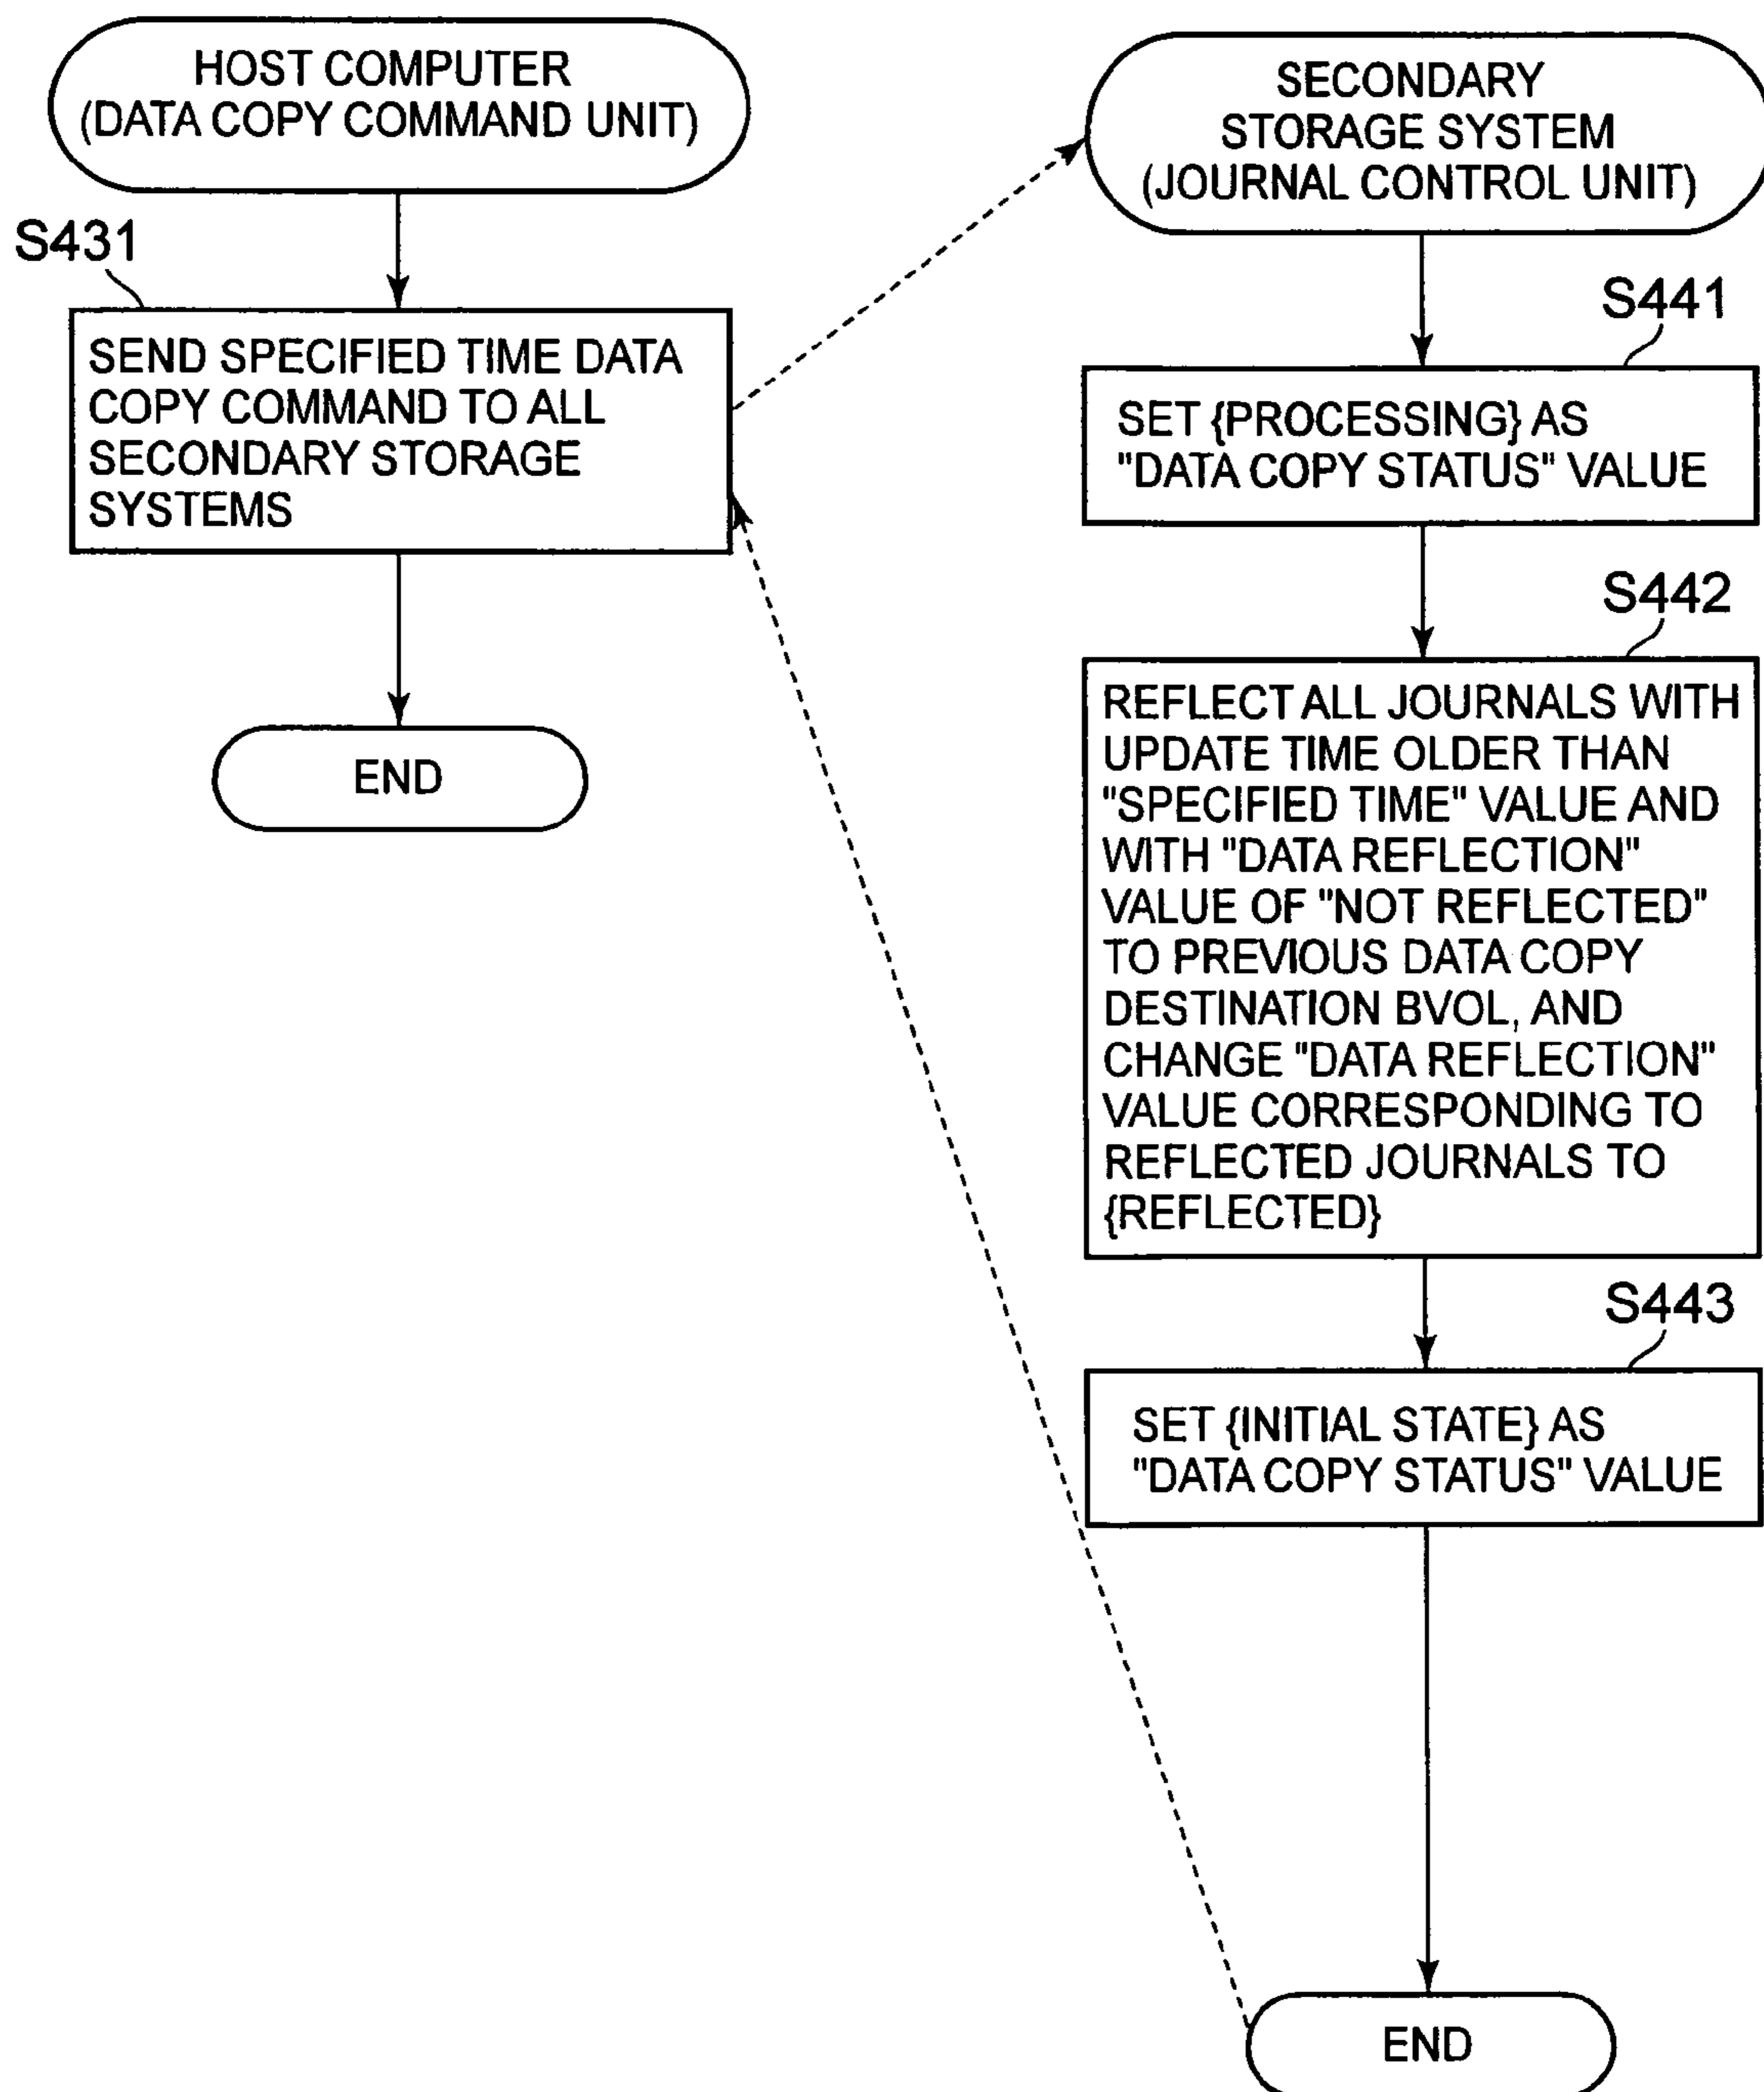 HOST COMPUTER
(DATA COPY COMMAND UNIT)
S431
SEND SPECIFIED TIME DATA
COPY COMMAND TO ALL
SECONDARY STORAGE
SYSTEMS
END
SECONDARY
STORAGE SYSTEM
(JOURNAL CONTROL UNIT)
S441
SET {PROCESSING} AS
"DATA COPY STATUS" VALUE
S442
REFLECT ALL JOURNALS WITH
UPDATE TIME OLDER THAN
"SPECIFIED TIME" VALUE AND
WITH "DATA REFLECTION"
VALUE OF "NOT REFLECTED"
TO PREVIOUS DATA COPY
DESTINATION BVOL, AND
CHANGE "DATA REFLECTION"
VALUE CORRESPONDING TO
REFLECTED JOURNALS TO
{REFLECTED}
S443
SET {INITIAL STATE} AS
"DATA COPY STATUS" VALUE
END